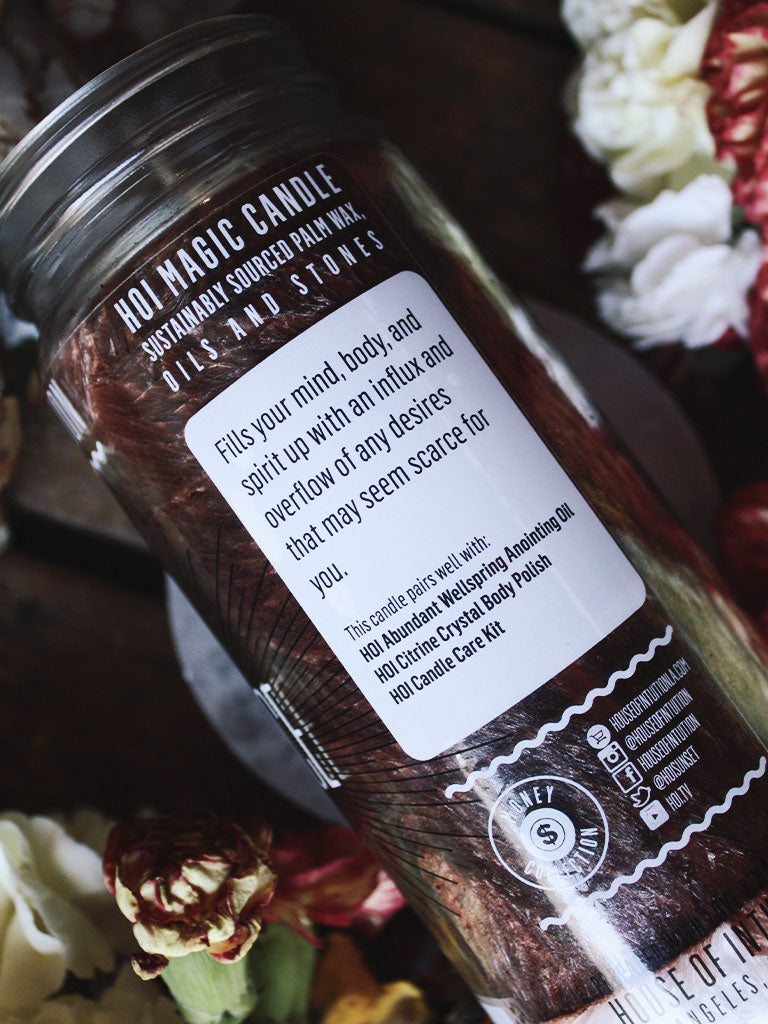 HOI MAGIC CANDLE
SUSTAINABLY SOURCED PALM WAX,
OILS AND STONES
Fills your mind, body, and
spirit up with an influx and
overflow of any desires
that may seem scarce for
you.
This candle pairs well with:
HOI Abundant Wellspring Anointing Oil
HOI Citrine Crystal Body Polish
HOI Candle Care Kit
HOUSEOFINTUITIONLA.COM
@HOUSEOFINTUITION
HOUSEOFINTUITION
@HOISUNSET
HOI.TV
MONEY
$
HOUSE OF